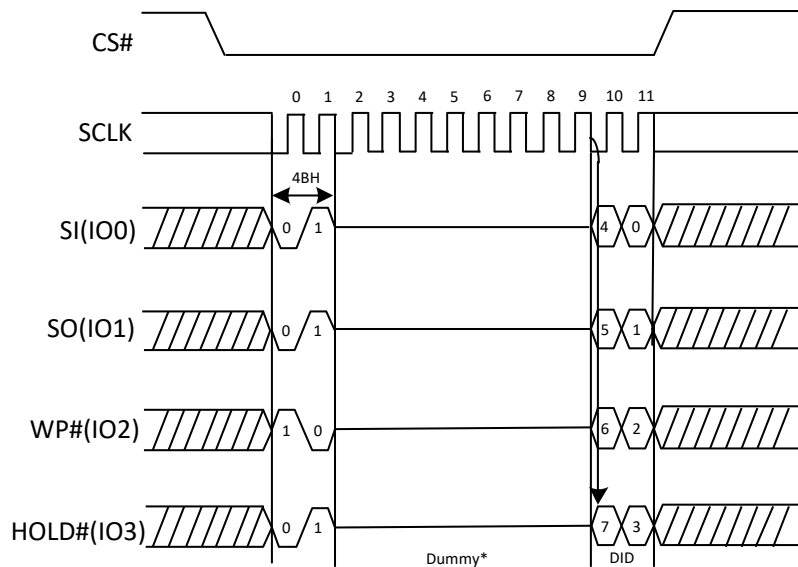 CS#
0 1 2 3 4 5 6 7 8 9 10 11
SCLK
4BH
SI(IO0) 0 1 4 0
SO(IO1) 0 1 5 1
WP#(IO2) 1 0 6 2
HOLD#(IO3) 0 1 7 3
Dummy* DID